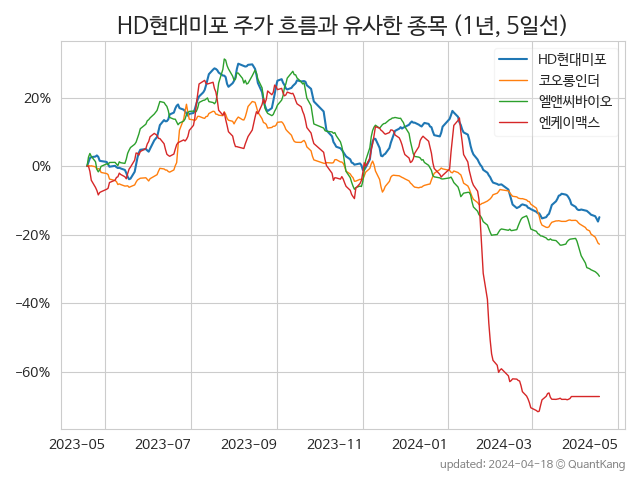 HD현대미포 주가 흐름과 유사한 종목 (1년, 5일선)
HD현대미포
코오롱인더
엘앤씨바이오
엔케이맥스
20%
0%
−20%
−40%
−60%
2023-05 2023-07 2023-09 2023-11 2024-01 2024-03 2024-05
updated: 2024-04-18 © QuantKang